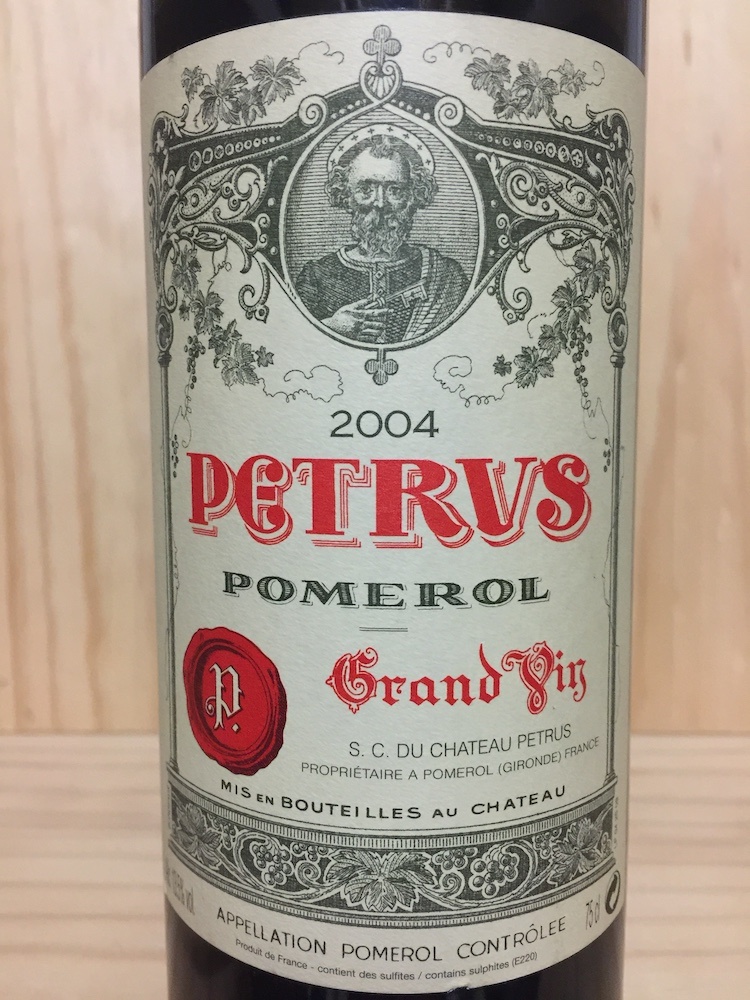 2004
PETRVS
POMEROL
Grand Vin
P.
S. C. DU CHATEAU PETRUS
PROPRIÉTAIRE A POMEROL (GIRONDE) FRANCE
MIS EN BOUTEILLES AU CHATEAU
vol. 75 cl
APPELLATION POMEROL CONTRÔLEE
Produit de France - contient des sulfites / contains sulphites (E220)